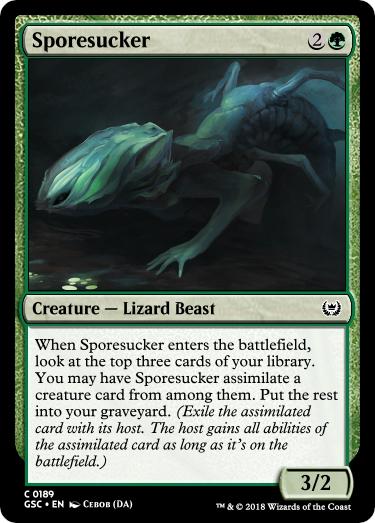 Sporesucker 2
Creature — Lizard Beast
When Sporesucker enters the battlefield,
look at the top three cards of your library.
You may have Sporesucker assimilate a
creature card from among them. Put the rest
into your graveyard. (Exile the assimilated
card with its host. The host gains all abilities of
the assimilated card as long as it's on the
battlefield.)
3/2
C 0189
GSC • EN Cebob (DA)
™ & © 2018 Wizards of the Coast